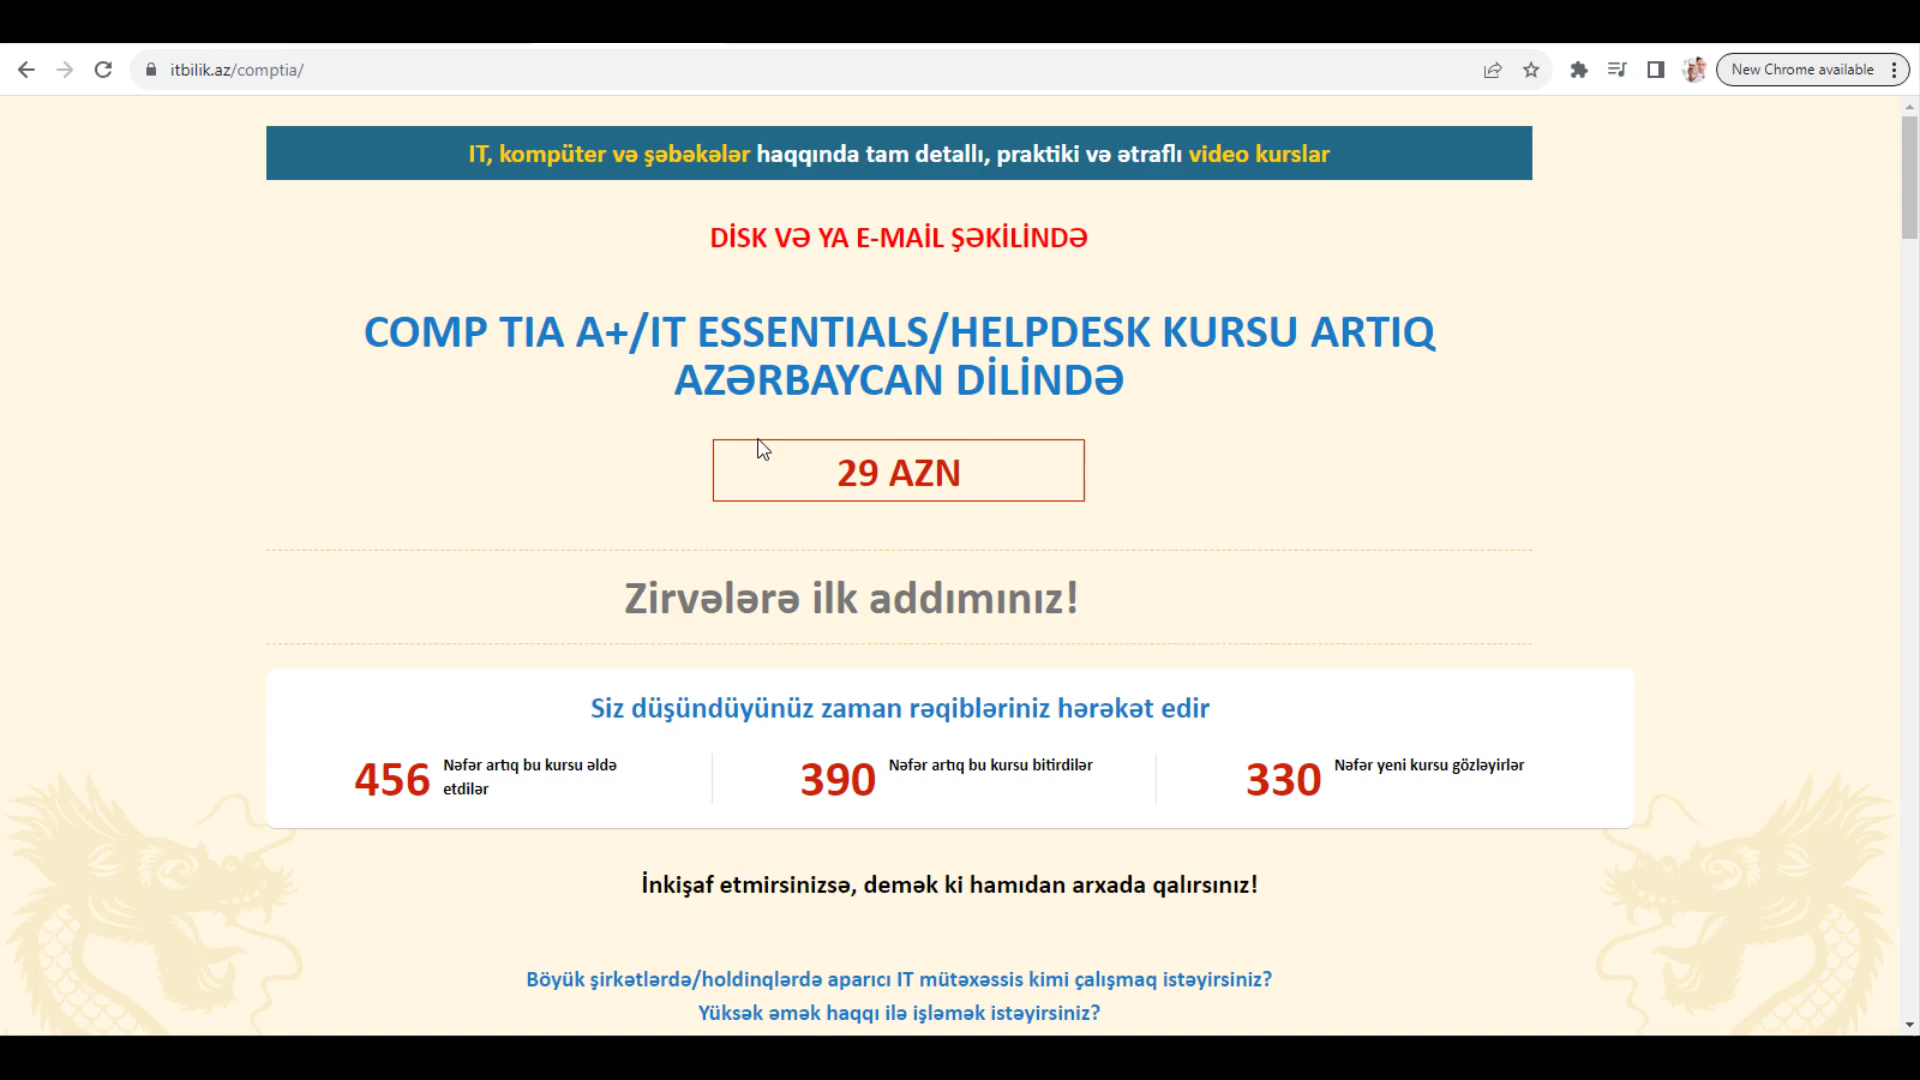 itbilik.az/comptia/
New Chrome available
IT, kompüter və şəbəkələr haqqında tam detallı, praktiki və ətraflı video kurslar
DİSK VƏ YA E-MAİL ŞƏKİLİNDƏ
COMP TIA A+/IT ESSENTIALS/HELPDESK KURSU ARTIQ
AZƏRBAYCAN DİLİNDƏ
29 AZN
Zirvələrə ilk addımınız!
Siz düşündüyünüz zaman rəqibləriniz hərəkət edir
456 Nəfər artıq bu kursu əldə
etdilər
390 Nəfər artıq bu kursu bitirdilər
330 Nəfər yeni kursu gözləyirlər
İnkişaf etmirsinizsə, demək ki hamıdan arxada qalırsınız!
Böyük şirkətlərdə/holdinqlərdə aparıcı IT mütəxəssis kimi çalışmaq istəyirsiniz?
Yüksək əmək haqqı ilə işləmək istəyirsiniz?